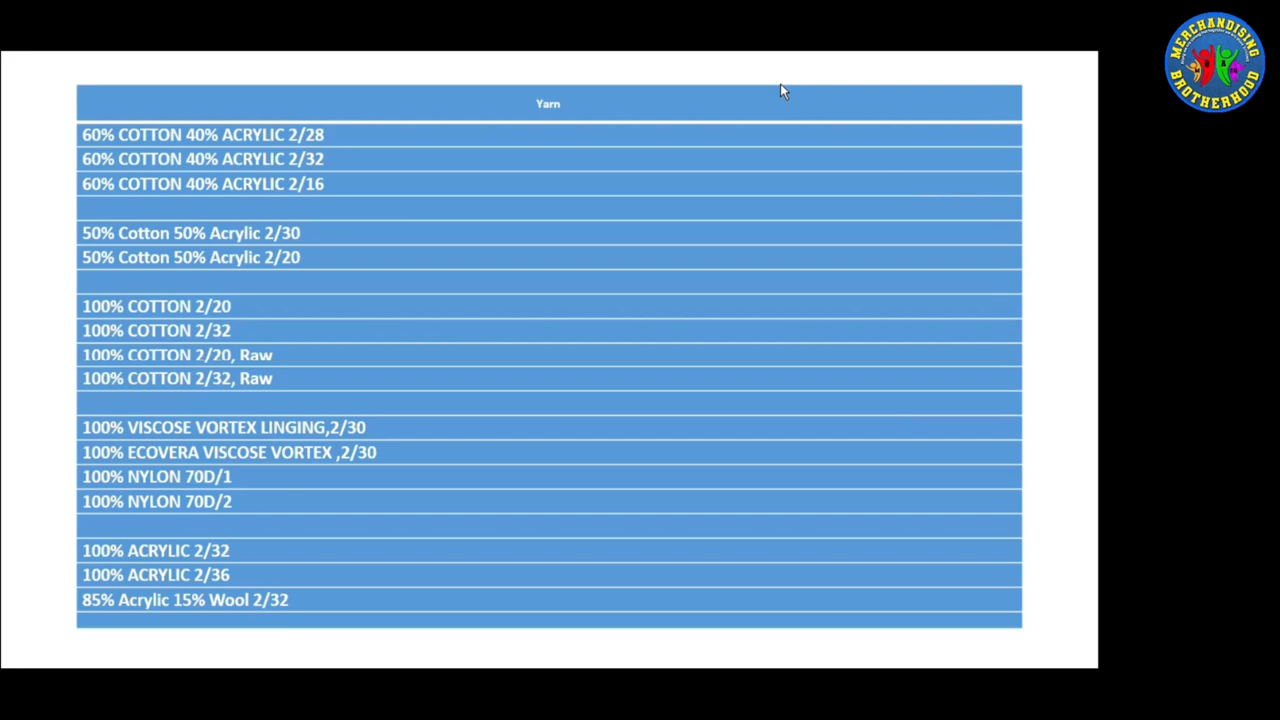 Yarn
60% COTTON 40% ACRYLIC 2/28
60% COTTON 40% ACRYLIC 2/32
60% COTTON 40% ACRYLIC 2/16
50% Cotton 50% Acrylic 2/30
50% Cotton 50% Acrylic 2/20
100% COTTON 2/20
100% COTTON 2/32
100% COTTON 2/20, Raw
100% COTTON 2/32, Raw
100% VISCOSE VORTEX LINGING,2/30
100% ECOVERA VISCOSE VORTEX ,2/30
100% NYLON 70D/1
100% NYLON 70D/2
100% ACRYLIC 2/32
100% ACRYLIC 2/36
85% Acrylic 15% Wool 2/32
MERCHANDISING
BROTHERHOOD